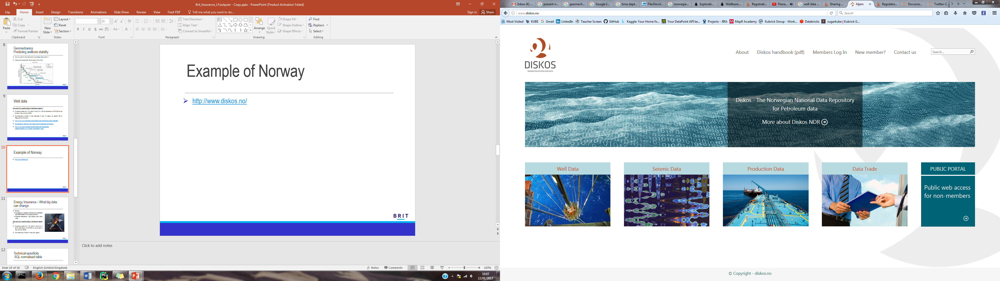 Brit_Insurance_LFoulquier - Copy.pptx - PowerPoint (Product Activation Failed)
File Home Insert Design Transitions Animations Slide Show Review View Foxit PDF Tell me what you want to do... Sign in Share
Paste
Cut
Copy
Format Painter
Clipboard
New Slide
Layout
Reset
Section
Slides
20
B I U S abc AV Aa A
Font
Text Direction
Align Text
Convert to SmartArt
Paragraph
Arrange
Quick Styles
Shape Fill
Shape Outline
Shape Effects
Drawing
Find
Replace
Select
Editing
8
Geomechanics
Predicting wellbore stability
9
Well data
10
Example of Norway
http://www.diskos.no/
11
Energy Insurance – What big data
can change
12
Technical specificity
SQL normalised table
Example of Norway
http://www.diskos.no/
BRIT
Click to add notes
Slide 10 of 16 English (United Kingdom) Notes Comments 103%
10:07
12/01/2017
Inbox (4) ... present n... geomech... Google I... time dept... File:Devol... norwegia... Explorati... Wellbore:... Registrati... Plane... well data ... Sharing ... Hjem Regulatio... Docume... Twitter-C...
www.diskos.no
Search
Most Visited KUBE Gmail LinkedIn Teacher Screen GitHub Kaggle: Your Home fo... Your DataPoint API ke... Projects - JIRA MapR Academy Kubrick Group - Work... Databricks sugarkube | Kubrick G...
DISKOS
NORWEGIAN PETROLEUM DATA
About Diskos handbook (pdf) Members Log In New member? Contact us
Search...
Diskos - The Norwegian National Data Repository
for Petroleum data
More about Diskos NDR
Well Data
Seismic Data
Production Data
Data Trade
PUBLIC PORTAL
Public web access
for non-members
© Copyright - diskos.no